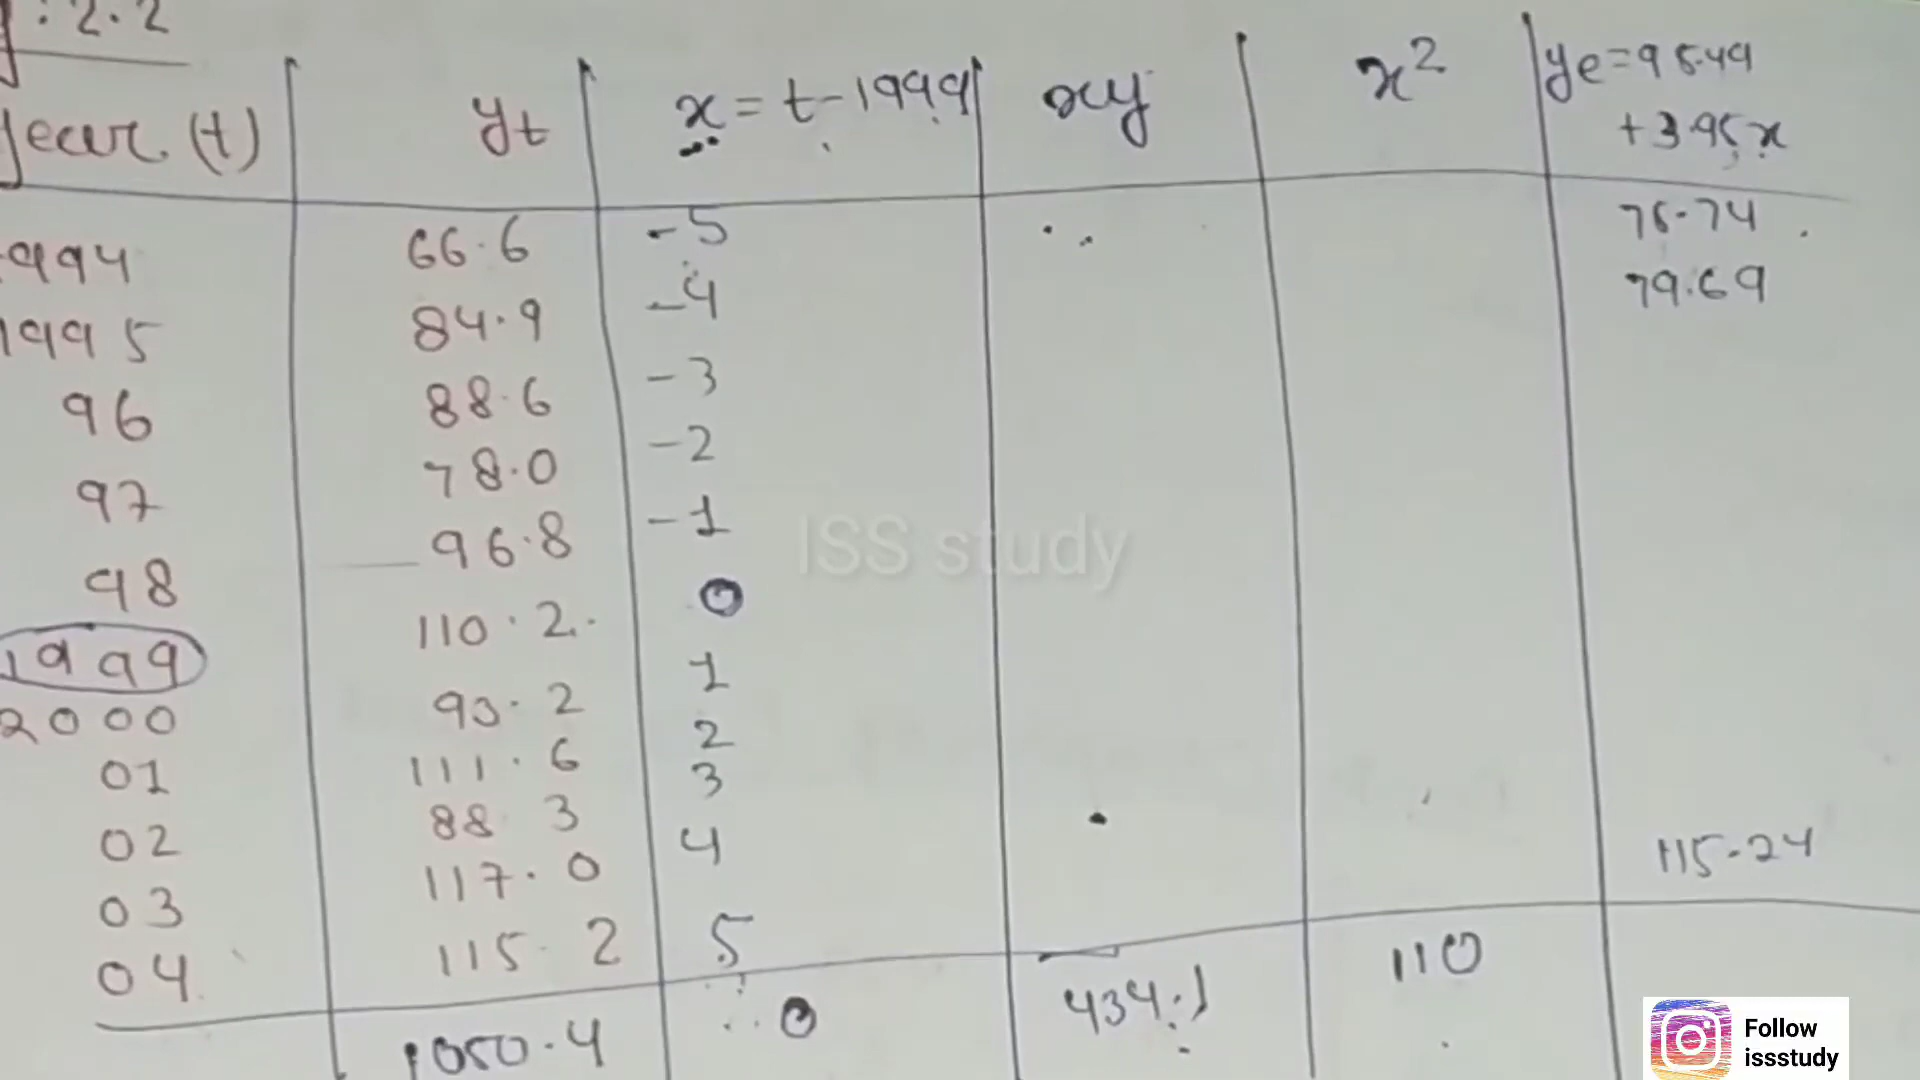 : 2.2
Year (t) yt x = t-1999 xy x² ye=95.49
+3.95x
1994 66.6 -5 75.74
1995 84.9 -4 79.69
96 88.6 -3
97 78.0 -2
98 96.8 -1
1999 110.2 0
2000 93.2 1
01 111.6 2
02 88 3 3
03 117.0 4 115-24
04 115 2 5
1050.4 0 434.1 110
ISS study
Follow
issstudy